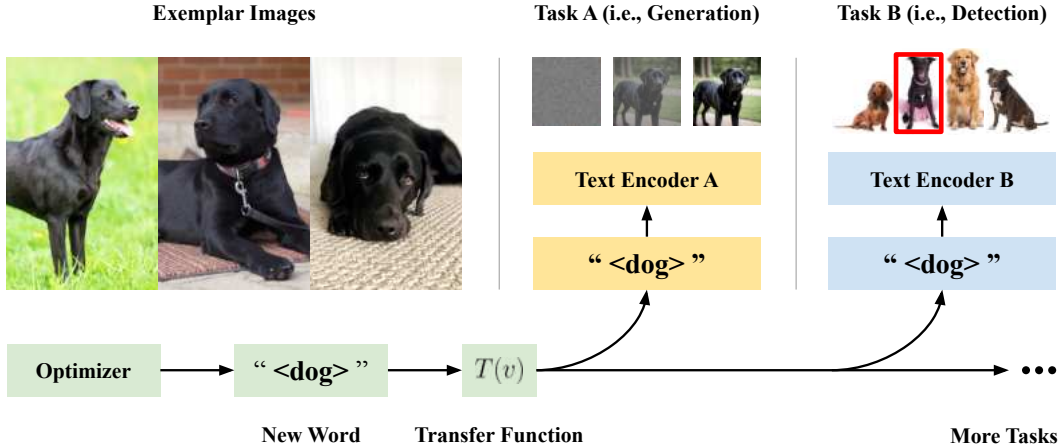 Exemplar Images
Task A (i.e., Generation)
Task B (i.e., Detection)
Text Encoder A
Text Encoder B
“ <dog> ”
“ <dog> ”
Optimizer
“ <dog> ”
T(v)
New Word
Transfer Function
More Tasks